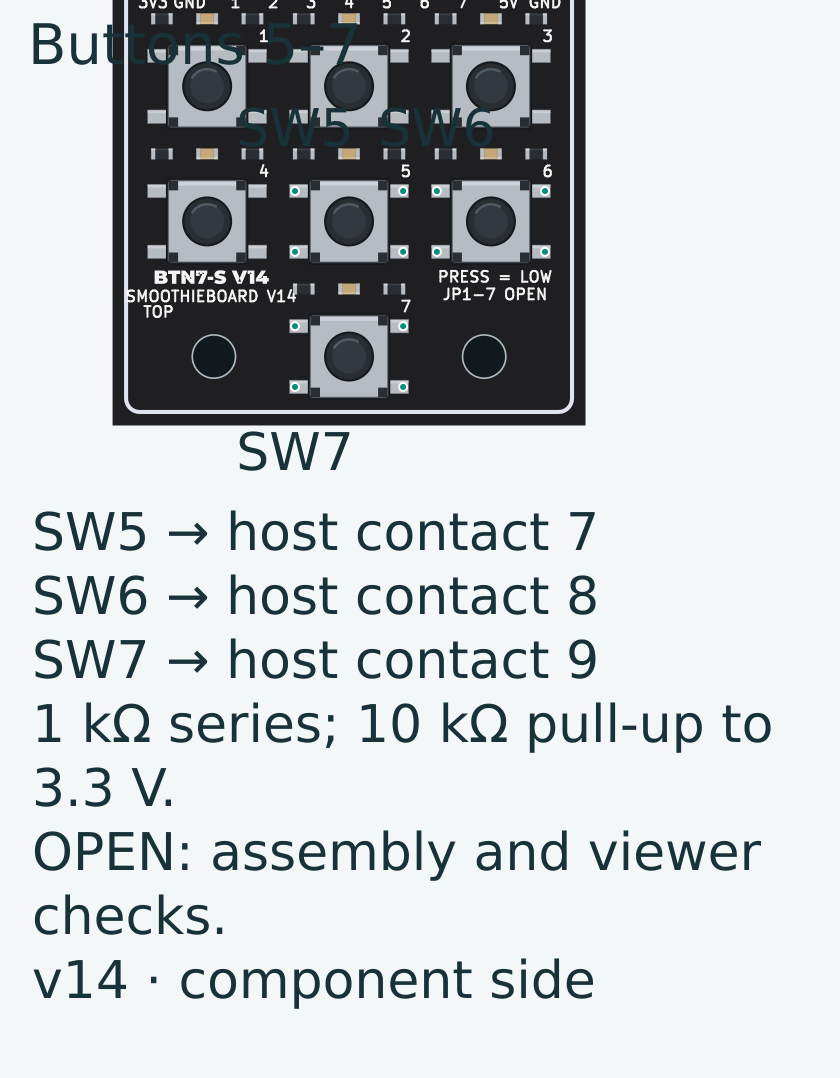 3V3 GND 1 2 3 4 5 6 7 5V GND
Buttons 5–7
1 2 3
SW5 SW6
4 5 6
BTN7-S V14
SMOOTHIEBOARD V14
TOP
PRESS = LOW
JP1–7 OPEN
7
SW7
SW5 → host contact 7
SW6 → host contact 8
SW7 → host contact 9
1 kΩ series; 10 kΩ pull-up to
3.3 V.
OPEN: assembly and viewer
checks.
v14 · component side